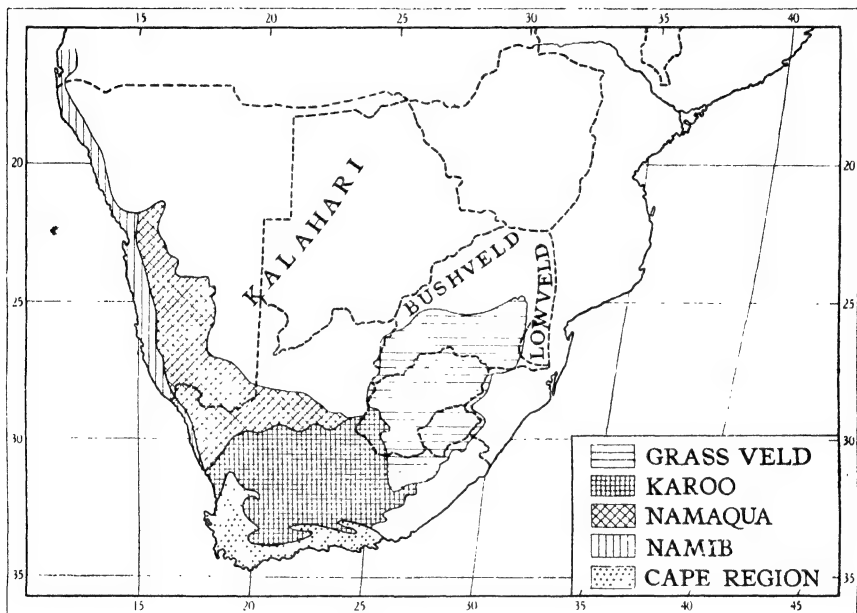 15 20 25 30 35 40
20
20
KALAHARI
BUSHVELD
LOWVELD
25
25
30
30
35
35
GRASS VELD
KAROO
NAMAQUA
NAMIB
CAPE REGION
15 20 25 30 35 40 45